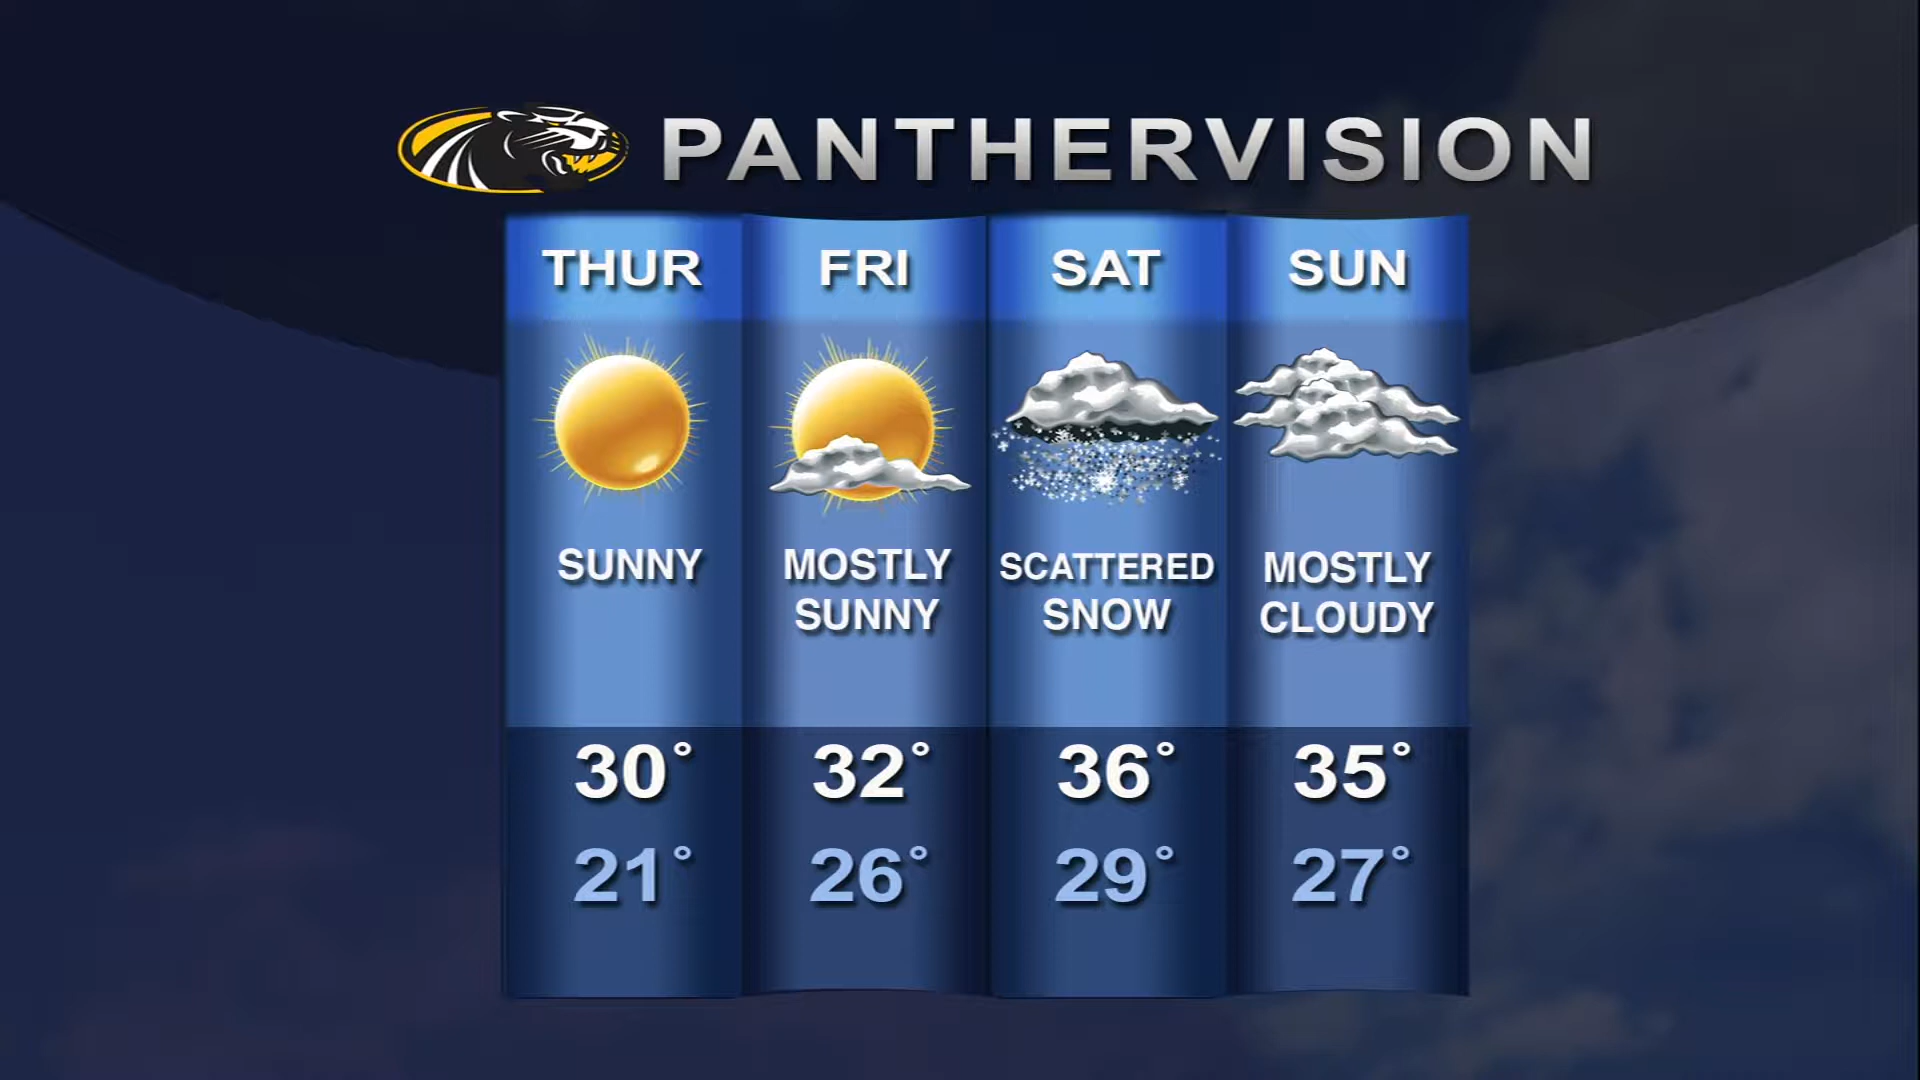 PANTHERVISION
THUR FRI SAT SUN
SUNNY MOSTLY SUNNY SCATTERED SNOW MOSTLY CLOUDY
30° 32° 36° 35°
21° 26° 29° 27°